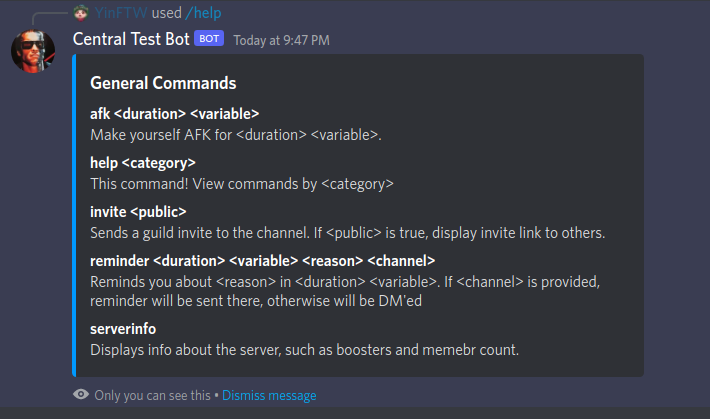 YinFTW used /help
Central Test Bot BOT Today at 9:47 PM
General Commands
afk <duration> <variable>
Make yourself AFK for <duration> <variable>.
help <category>
This command! View commands by <category>
invite <public>
Sends a guild invite to the channel. If <public> is true, display invite link to others.
reminder <duration> <variable> <reason> <channel>
Reminds you about <reason> in <duration> <variable>. If <channel> is provided,
reminder will be sent there, otherwise will be DM'ed
serverinfo
Displays info about the server, such as boosters and memebr count.
Only you can see this • Dismiss message